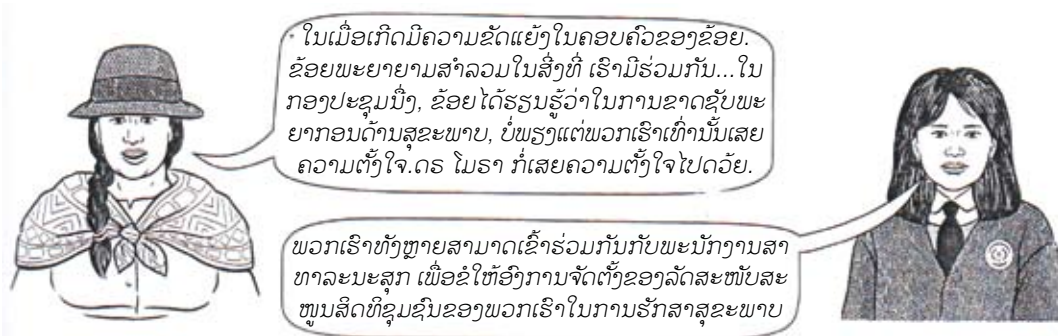 ໃນເມື່ອເກີດມີຄວາມຂັດແຍ້ງໃນຄອບຄົວຂອງຂ້ອຍ.
ຂ້ອຍພະຍາຍາມສຳລວມໃນສິ່ງທີ່ ເຮົາມີຮ່ວມກັນ...ໃນ
ກອງປະຊຸມນີ່ງ, ຂ້ອຍໄດ້ຮຽນຮູ້ວ່າໃນການຂາດຊັບພະ
ຍາກອນດ້ານສຸຂະພາບ, ບໍ່ພຽງແຕ່ພວກເຮົາເທົ່ານັ້ນເສຍ
ຄວາມຕັ້ງໃຈ.ດຣ ໂມຣາ ກໍ່ເສຍຄວາມຕັ້ງໃຈໄປດວ້ຍ.
ພວກເຮົາທັງຫຼາຍສາມາດເຂົ້າຮ່ວມກັນກັບພະນັກງານສາ
ທາລະນະສຸກ ເພື່ອຂໍໃຫ້ອົງການຈັດຕັ້ງຂອງລັດສະໜັບສະ
ໜູນສິດທິຊຸມຊົນຂອງພວກເຮົາໃນການຮັກສາສຸຂະພາບ